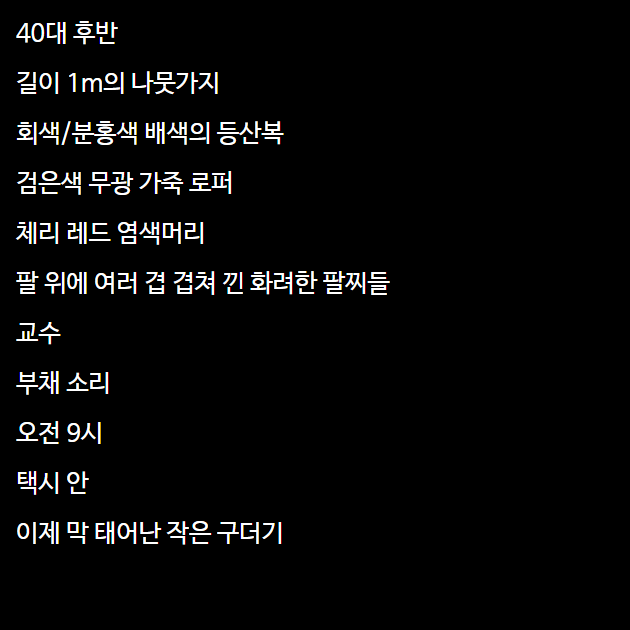 40대 후반
길이 1m의 나뭇가지
회색/분홍색 배색의 등산복
검은색 무광 가죽 로퍼
체리 레드 염색머리
팔 위에 여러 겹 겹쳐 낀 화려한 팔찌들
교수
부채 소리
오전 9시
택시 안
이제 막 태어난 작은 구더기